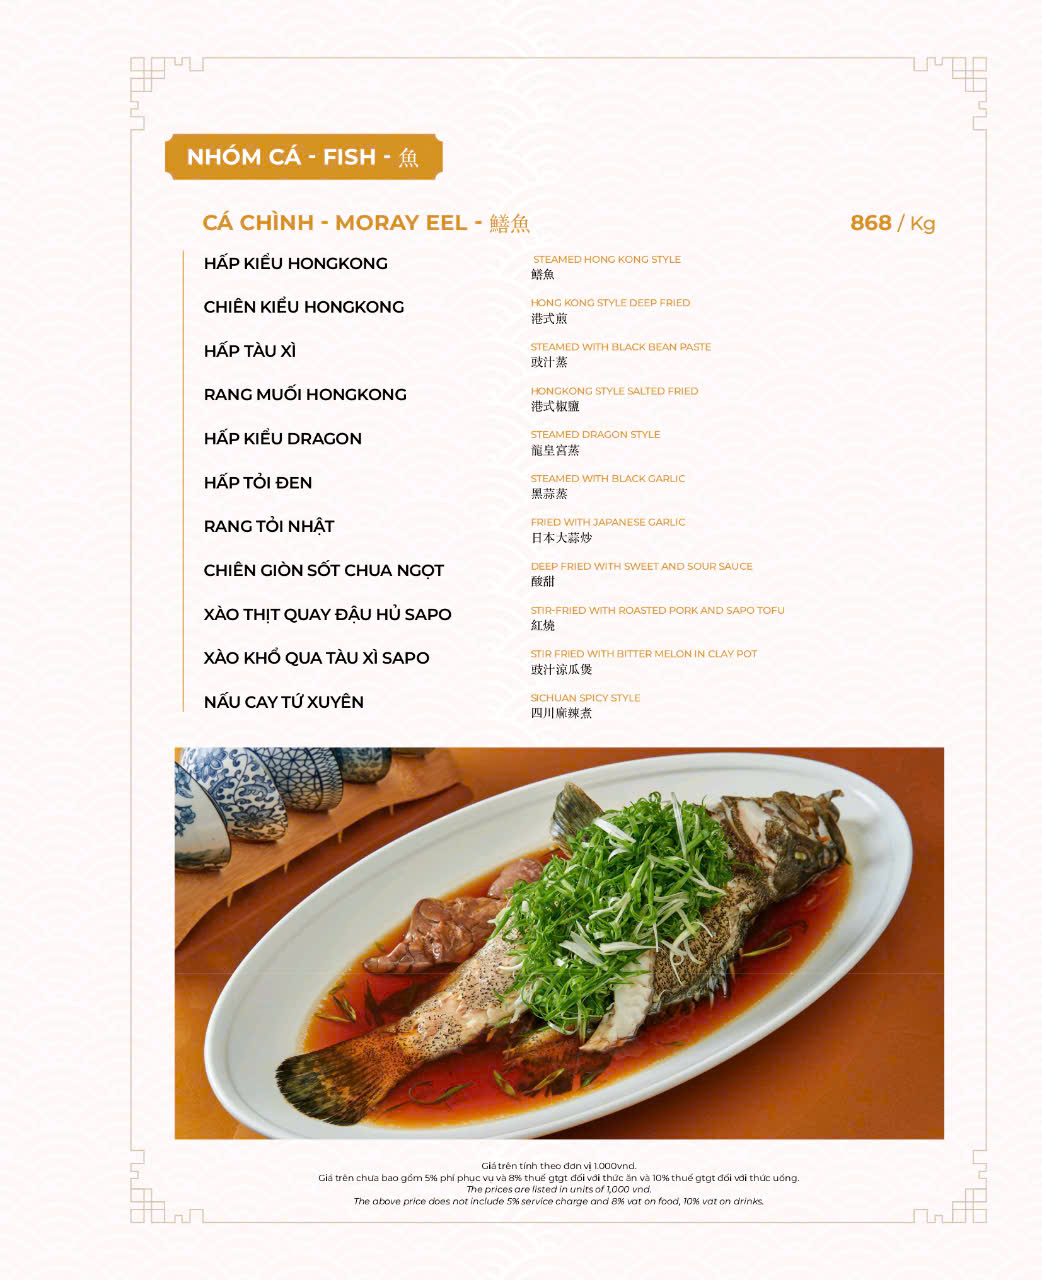 NHÓM CÁ - FISH - 魚
CÁ CHÌNH - MORAY EEL - 鱔魚
868 / Kg
HẤP KIỂU HONGKONG
STEAMED HONG KONG STYLE
鱔魚
CHIÊN KIỂU HONGKONG
HONG KONG STYLE DEEP FRIED
港式煎
HẤP TÀU XÌ
STEAMED WITH BLACK BEAN PASTE
豉汁蒸
RANG MUỐI HONGKONG
HONGKONG STYLE SALTED FRIED
港式椒鹽
HẤP KIỂU DRAGON
STEAMED DRAGON STYLE
龍皇宮蒸
HẤP TỎI ĐEN
STEAMED WITH BLACK GARLIC
黑蒜蒸
RANG TỎI NHẬT
FRIED WITH JAPANESE GARLIC
日本大蒜炒
CHIÊN GIÒN SỐT CHUA NGỌT
DEEP FRIED WITH SWEET AND SOUR SAUCE
酸甜
XÀO THỊT QUAY ĐẬU HỦ SAPO
STIR-FRIED WITH ROASTED PORK AND SAPO TOFU
紅燒
XÀO KHỔ QUA TÀU XÌ SAPO
STIR FRIED WITH BITTER MELON IN CLAY POT
豉汁涼瓜煲
NẤU CAY TỨ XUYÊN
SICHUAN SPICY STYLE
四川麻辣煮
Giá trên tính theo đơn vị 1.000vnd.
Giá trên chưa bao gồm 5% phí phục vụ và 8% thuế gtgt đối với thức ăn và 10% thuế gtgt đối với thức uống.
The prices are listed in units of 1,000 vnd.
The above price does not include 5% service charge and 8% vat on food, 10% vat on drinks.